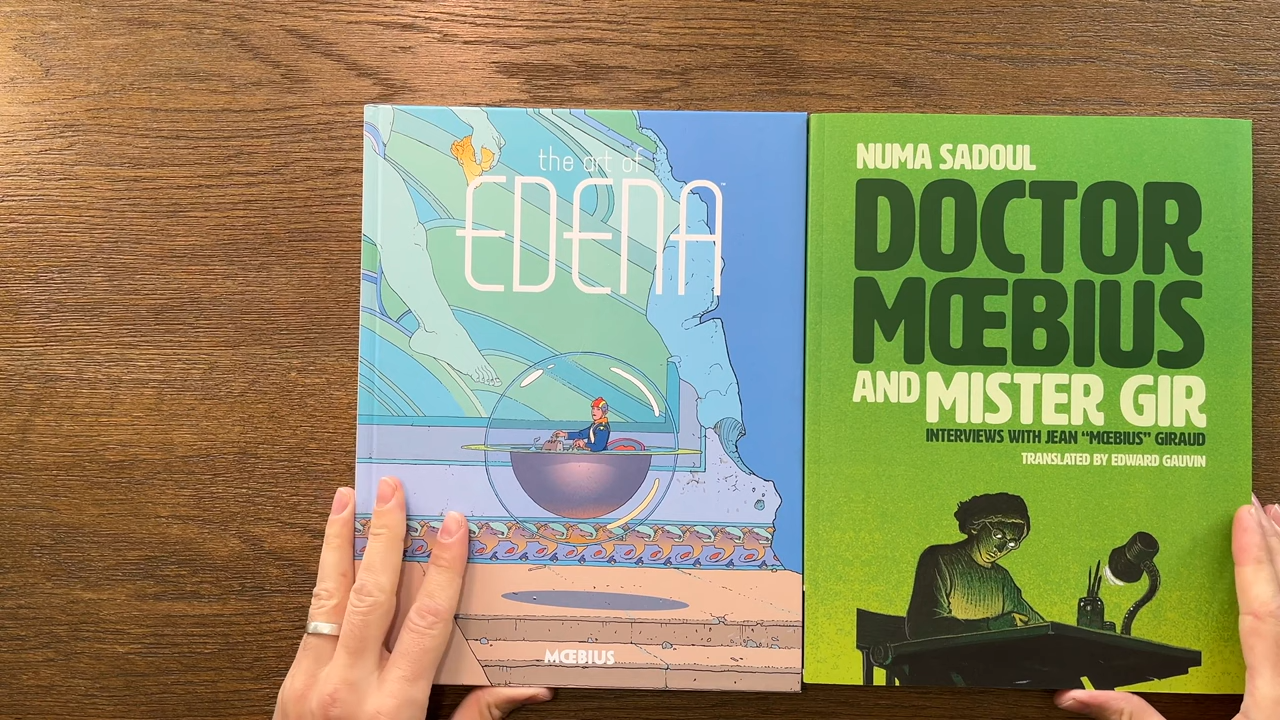 the art of
EDENA™
MŒBIUS
NUMA SADOUL
DOCTOR
MŒBIUS
AND MISTER GIR
INTERVIEWS WITH JEAN “MŒBIUS” GIRAUD
TRANSLATED BY EDWARD GAUVIN